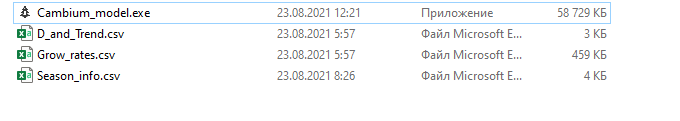 Cambium_model.exe 23.08.2021 12:21 Приложение 58 729 КБ
D_and_Trend.csv 23.08.2021 5:57 Файл Microsoft E... 3 КБ
Grow_rates.csv 23.08.2021 5:57 Файл Microsoft E... 459 КБ
Season_info.csv 23.08.2021 8:26 Файл Microsoft E... 4 КБ